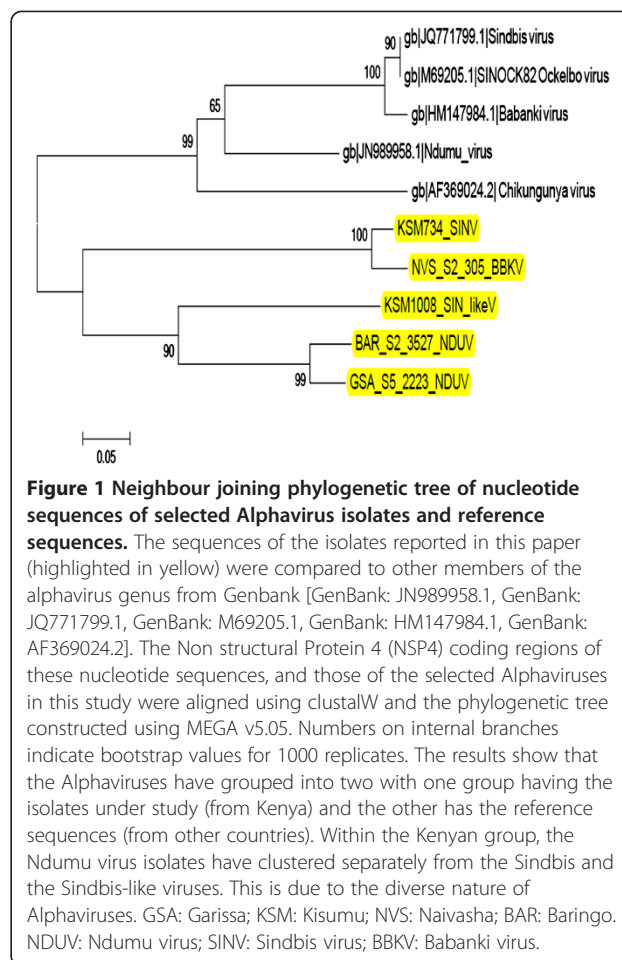 90
gb|JQ771799.1|Sindbis virus
gb|M69205.1|SINOCK82 Ockelbo virus
100
gb|HM147984.1|Babanki virus
65
99
gb|JN989958.1|Ndumu_virus
gb|AF369024.2| Chikungunya virus
KSM734_SINV
100
NVS_S2_305_BBKV
KSM1008_SIN_likeV
90
BAR_S2_3527_NDUV
99
GSA_S5_2223_NDUV
0.05
Figure 1 Neighbour joining phylogenetic tree of nucleotide
sequences of selected Alphavirus isolates and reference
sequences. The sequences of the isolates reported in this paper
(highlighted in yellow) were compared to other members of the
alphavirus genus from Genbank [GenBank: JN989958.1, GenBank:
JQ771799.1, GenBank: M69205.1, GenBank: HM147984.1, GenBank:
AF369024.2]. The Non structural Protein 4 (NSP4) coding regions of
these nucleotide sequences, and those of the selected Alphaviruses
in this study were aligned using clustalW and the phylogenetic tree
constructed using MEGA v5.05. Numbers on internal branches
indicate bootstrap values for 1000 replicates. The results show that
the Alphaviruses have grouped into two with one group having the
isolates under study (from Kenya) and the other has the reference
sequences (from other countries). Within the Kenyan group, the
Ndumu virus isolates have clustered separately from the Sindbis and
the Sindbis-like viruses. This is due to the diverse nature of
Alphaviruses. GSA: Garissa; KSM: Kisumu; NVS: Naivasha; BAR: Baringo.
NDUV: Ndumu virus; SINV: Sindbis virus; BBKV: Babanki virus.